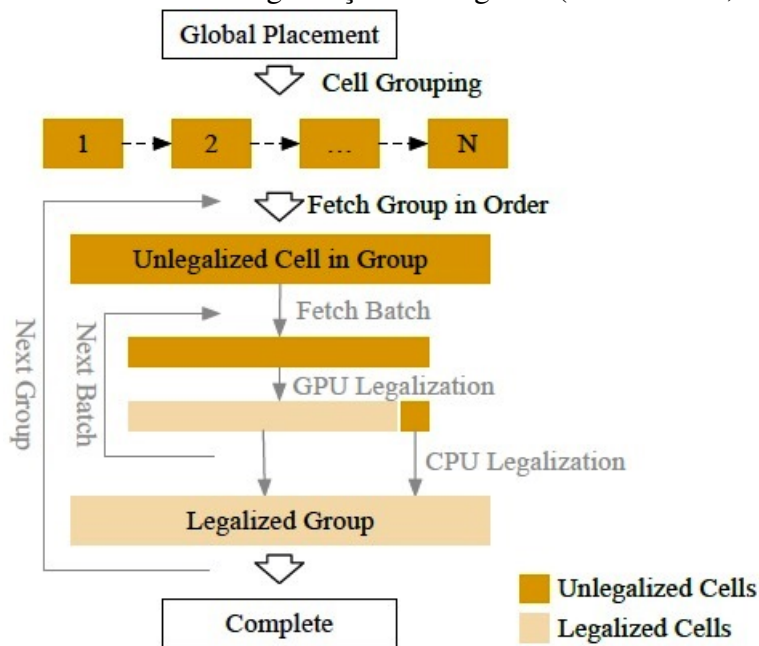 Global Placement
Cell Grouping
1
2
...
N
Fetch Group in Order
Unlegalized Cell in Group
Fetch Batch
Next Group
Next Batch
GPU Legalization
CPU Legalization
Legalized Group
Complete
Unlegalized Cells
Legalized Cells